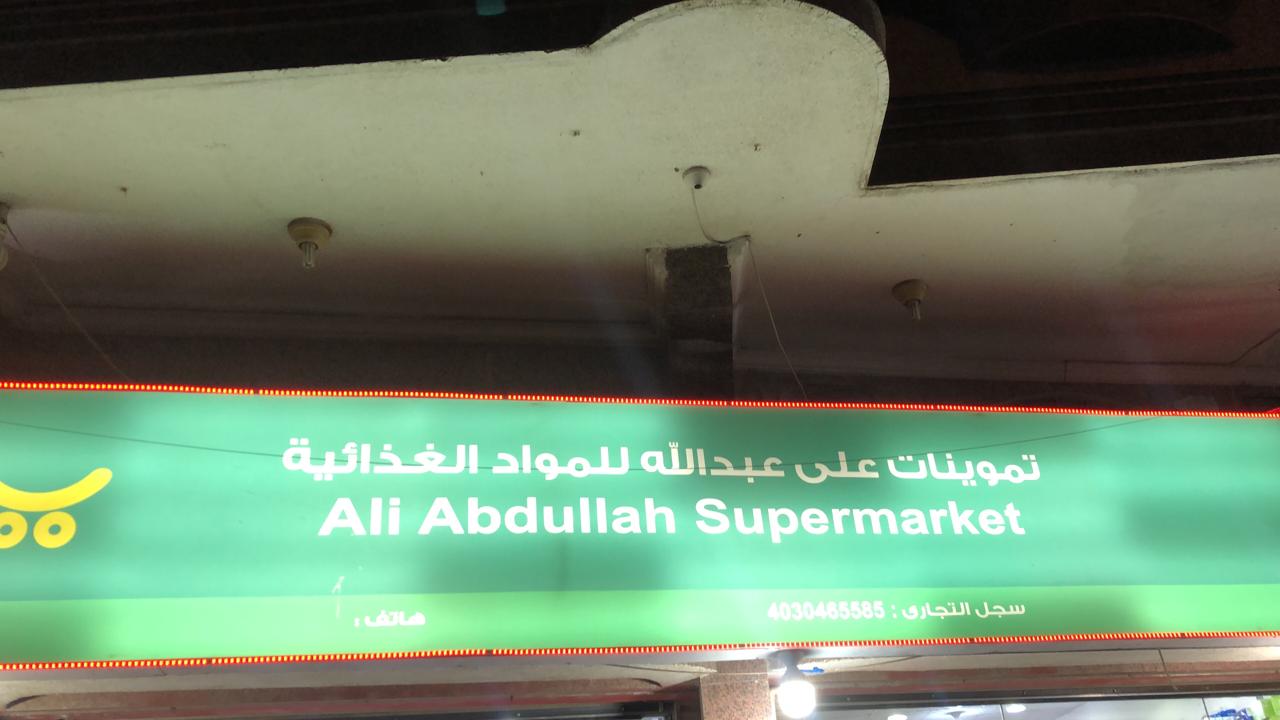 تموينات على عبدالله للمواد الغذائية
Ali Abdullah Supermarket
سجل التجارى : 4030465585
هاتف :